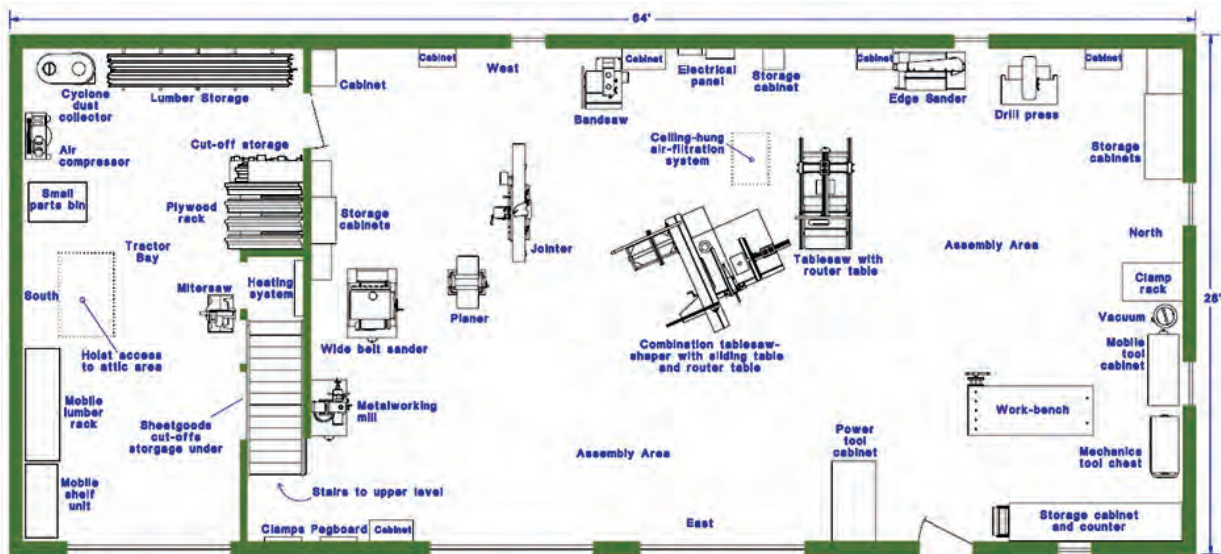 64'
Cabinet
West
Cabinet
Electrical
panel
Storage
cabinet
Cabinet
Cabinet
Cyclone
dust
collector
Lumber Storage
Cabinet
Bandsaw
Edge Sander
Drill press
Air
compressor
Cut-off storage
Ceiling-hung
air-filtration
system
Storage
cabinets
Small
parts bin
Plywood
rack
Storage
cabinets
Tractor
Bay
Jointer
Assembly Area
North
Tablesaw with
router table
South
Heating
system
Clamp
rack
28'
Mitersaw
Planer
Vacuum
Wide belt sander
Combination tablesaw-
shaper with sliding table
and router table
Mobile
tool
cabinet
Hoist access
to attic area
Mobile
lumber
rack
Sheetgoods
cut-offs
storgage under
Metalworking
mill
Work-bench
Power
tool
cabinet
Assembly Area
Mechanics
tool chest
Mobile
shelf
unit
Stairs to upper level
Clamps
Pegboard
Cabinet
East
Storage cabinet
and counter